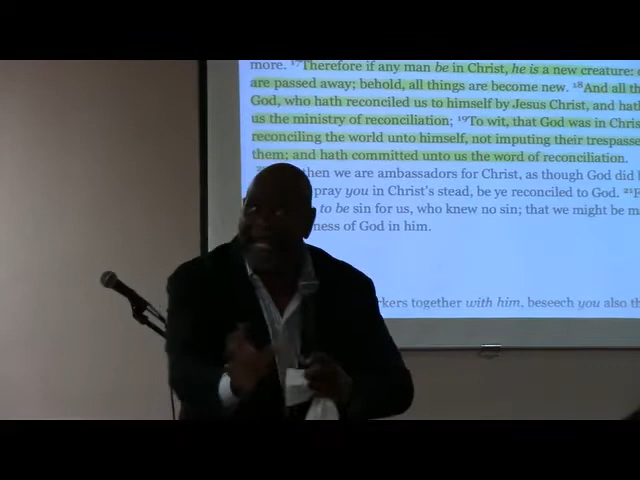 more. 17Therefore if any man be in Christ, he is a new creature:
are passed away; behold, all things are become new. 18And all th
God, who hath reconciled us to himself by Jesus Christ, and hath
us the ministry of reconciliation; 19To wit, that God was in Chris
reconciling the world unto himself, not imputing their trespasse
them; and hath committed unto us the word of reconciliation.
then we are ambassadors for Christ, as though God did
pray you in Christ's stead, be ye reconciled to God. 21F
to be sin for us, who knew no sin; that we might be m
ness of God in him.
kers together with him, beseech you also th